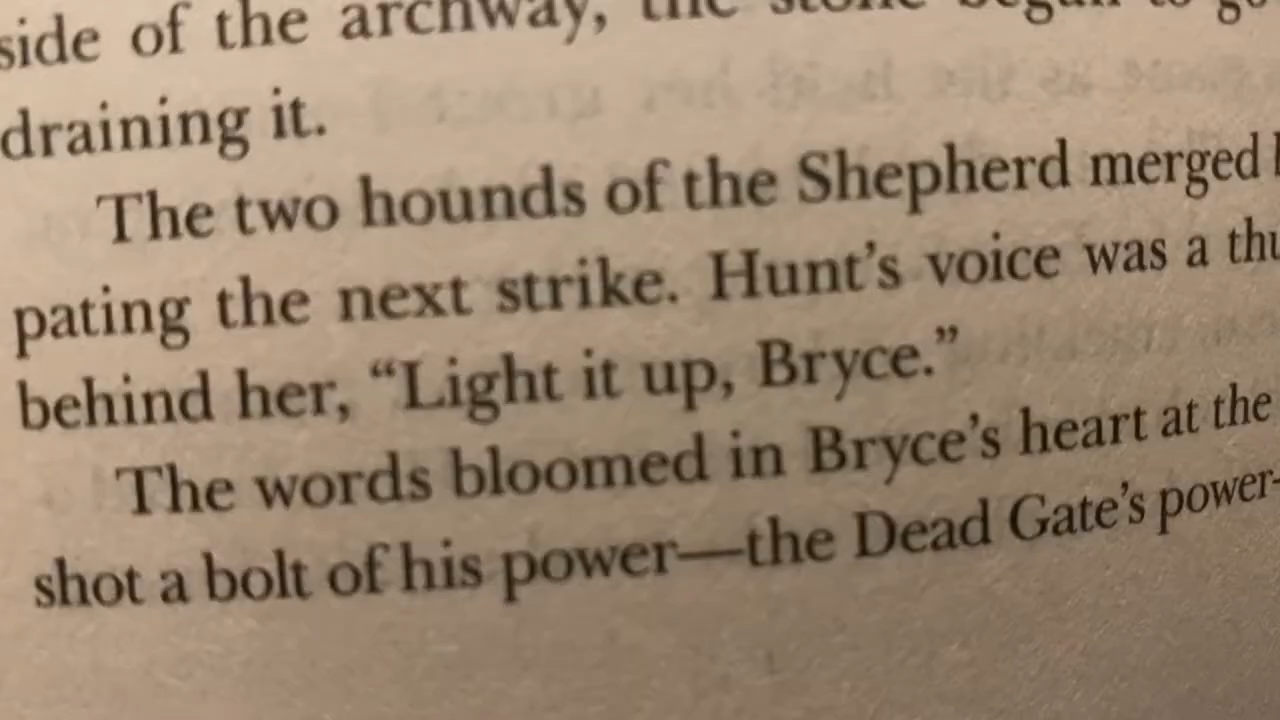 side of the archway, the stone began to
draining it.
The two hounds of the Shepherd merged
pating the next strike. Hunt’s voice was a
behind her, “Light it up, Bryce.”
The words bloomed in Bryce’s heart at the
shot a bolt of his power—the Dead Gate’s power-